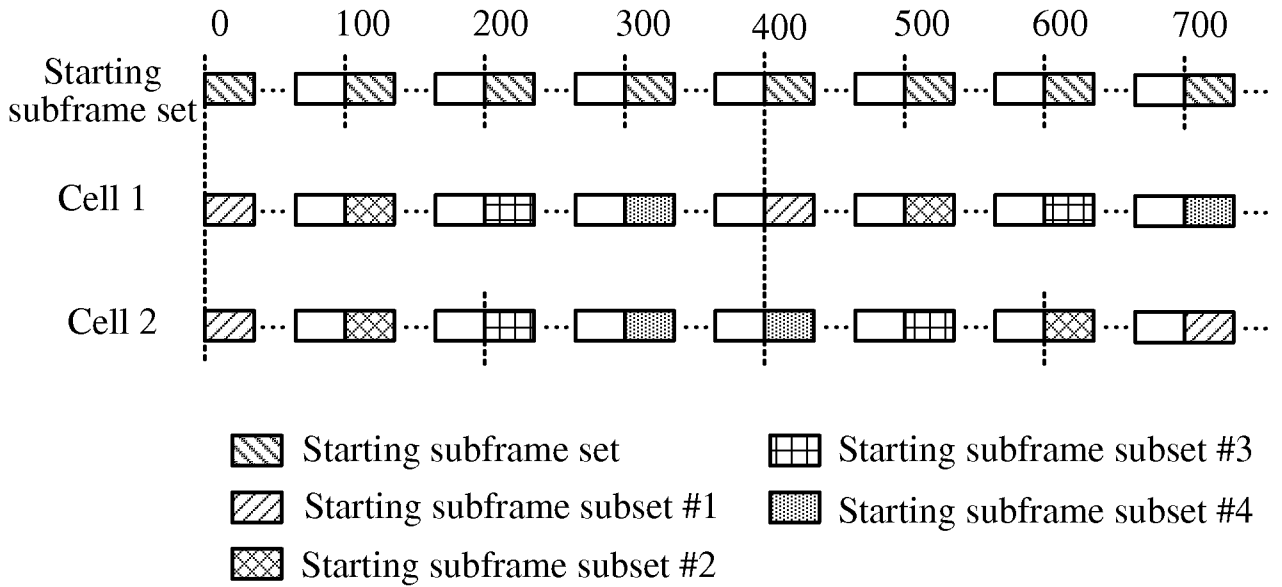 0 100 200 300 400 500 600 700
Starting
subframe set
Cell 1
Cell 2
Starting subframe set
Starting subframe subset #1
Starting subframe subset #2
Starting subframe subset #3
Starting subframe subset #4